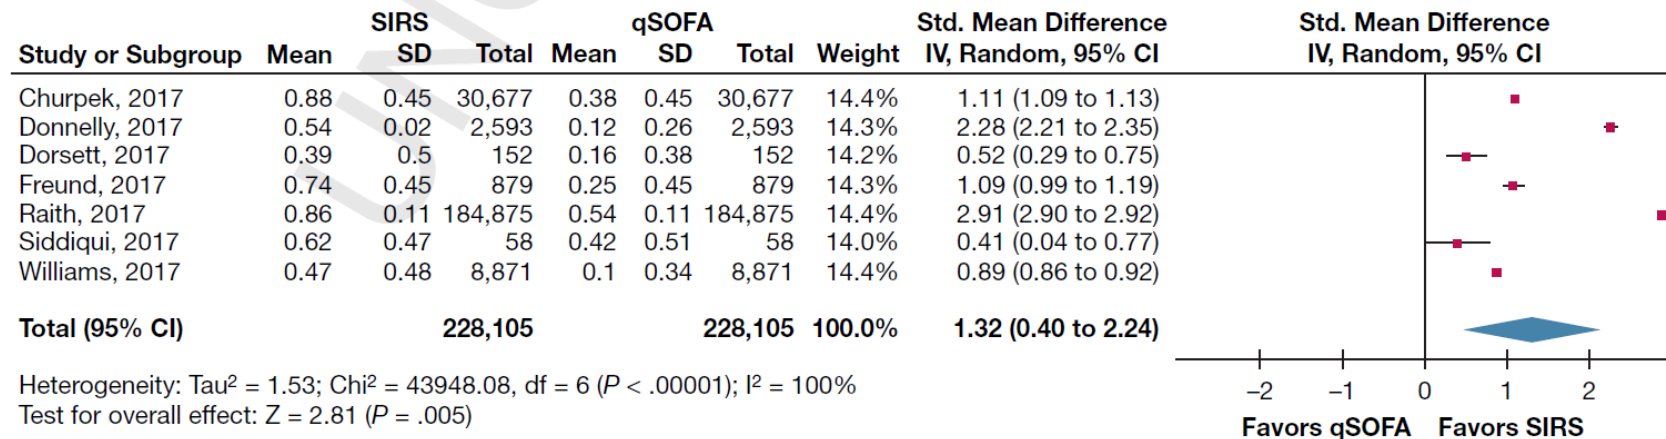 SIRS qSOFA Std. Mean Difference Std. Mean Difference
Study or Subgroup Mean SD Total Mean SD Total Weight IV, Random, 95% CI IV, Random, 95% CI
Churpek, 2017 0.88 0.45 30,677 0.38 0.45 30,677 14.4% 1.11 (1.09 to 1.13)
Donnelly, 2017 0.54 0.02 2,593 0.12 0.26 2,593 14.3% 2.28 (2.21 to 2.35)
Dorsett, 2017 0.39 0.5 152 0.16 0.38 152 14.2% 0.52 (0.29 to 0.75)
Freund, 2017 0.74 0.45 879 0.25 0.45 879 14.3% 1.09 (0.99 to 1.19)
Raith, 2017 0.86 0.11 184,875 0.54 0.11 184,875 14.4% 2.91 (2.90 to 2.92)
Siddiqui, 2017 0.62 0.47 58 0.42 0.51 58 14.0% 0.41 (0.04 to 0.77)
Williams, 2017 0.47 0.48 8,871 0.1 0.34 8,871 14.4% 0.89 (0.86 to 0.92)
Total (95% CI) 228,105 228,105 100.0% 1.32 (0.40 to 2.24)
−2 −1 0 1 2
Heterogeneity: Tau² = 1.53; Chi² = 43948.08, df = 6 (P < .00001); I² = 100%
Test for overall effect: Z = 2.81 (P = .005)
Favors qSOFA Favors SIRS